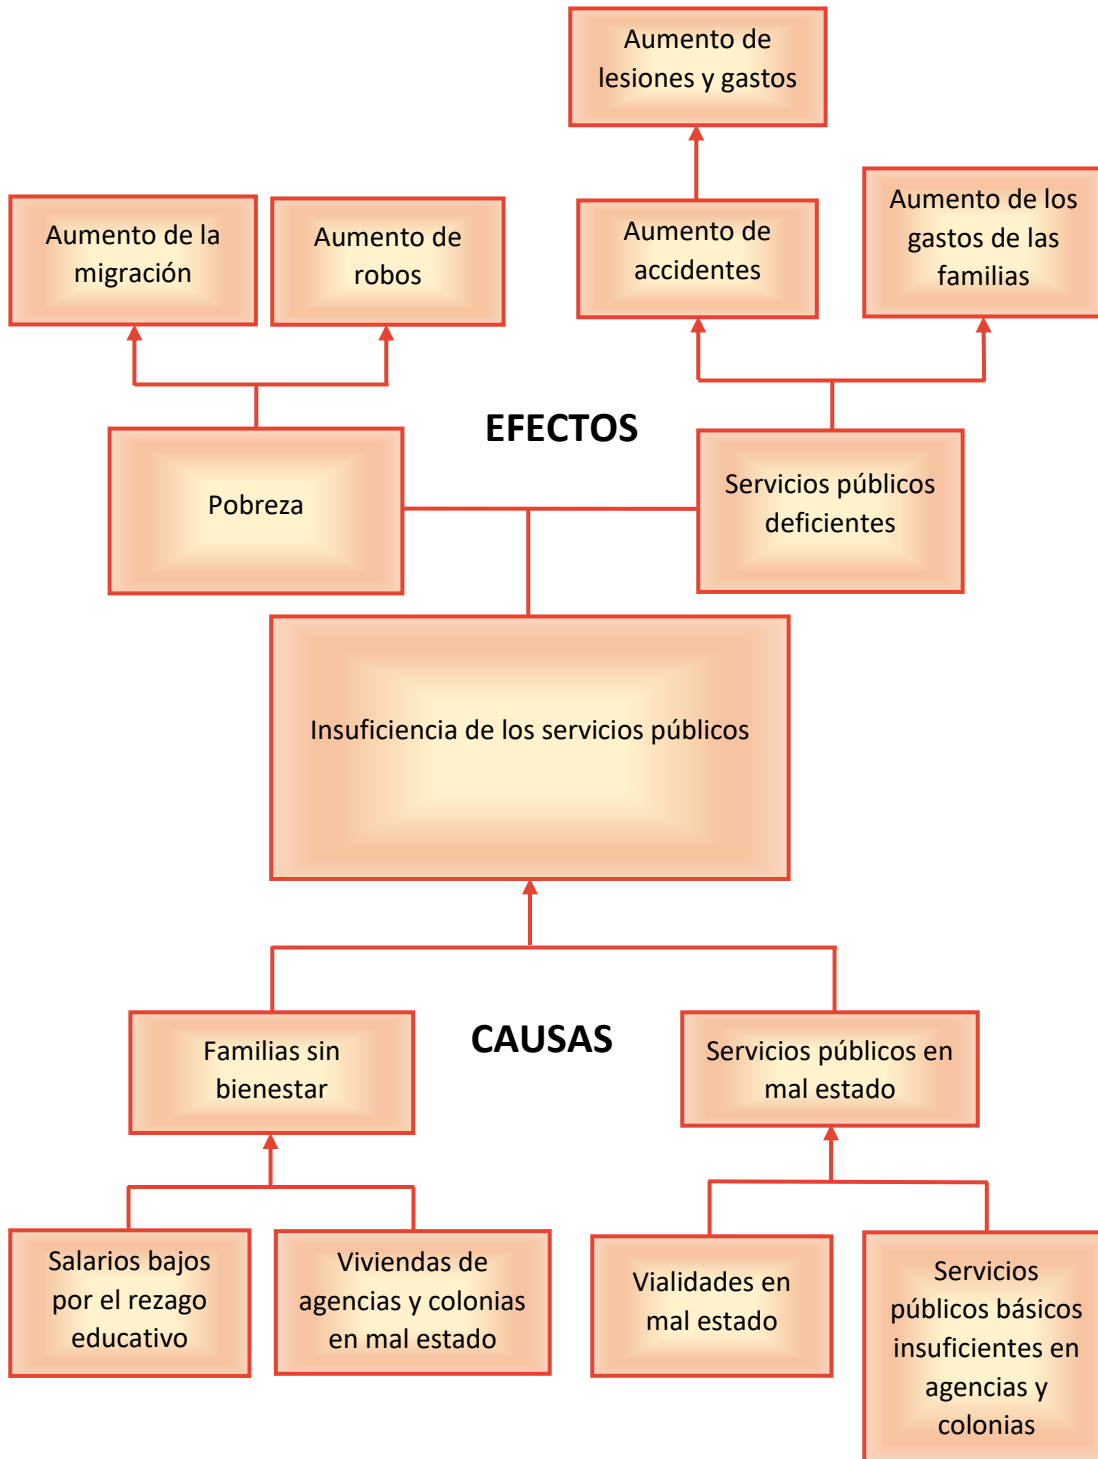 Aumento de
lesiones y gastos
Aumento de la
migración
Aumento de
robos
Aumento de
accidentes
Aumento de los
gastos de las
familias
EFECTOS
Pobreza
Servicios públicos
deficientes
Insuficiencia de los servicios públicos
CAUSAS
Familias sin
bienestar
Servicios públicos en
mal estado
Salarios bajos
por el rezago
educativo
Viviendas de
agencias y colonias
en mal estado
Vialidades en
mal estado
Servicios
públicos básicos
insuficientes en
agencias y
colonias